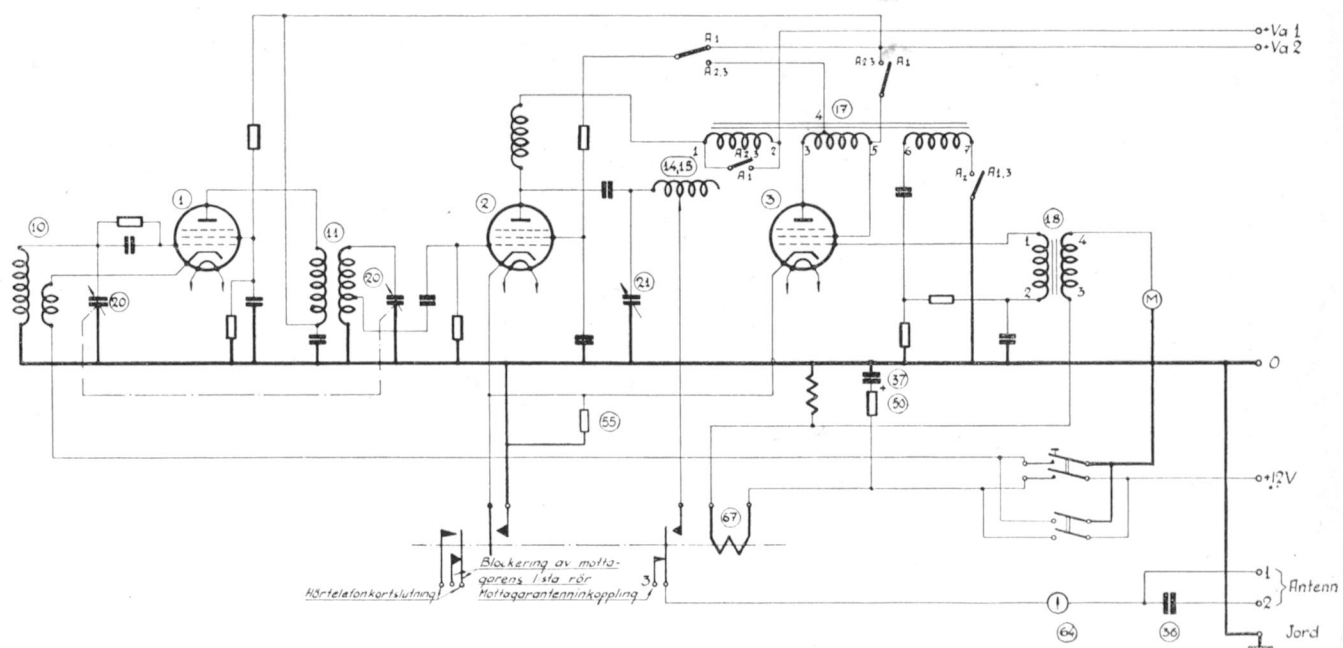 +Va 1
+Va 2
A1
A2,3
A2,3
A1
17
4
1
2
3
5
6
7
A2,3
A1
14,15
A2
A1,3
1
2
3
10
11
18
1
4
2
3
20
20
21
M
0
37
+
50
55
+12V
67
Blockering av motta-
garens 1sta rör
Hörtelefonkortslutning
Mottagarantenninkoppling
3
1
2
Antenn
64
36
Jord